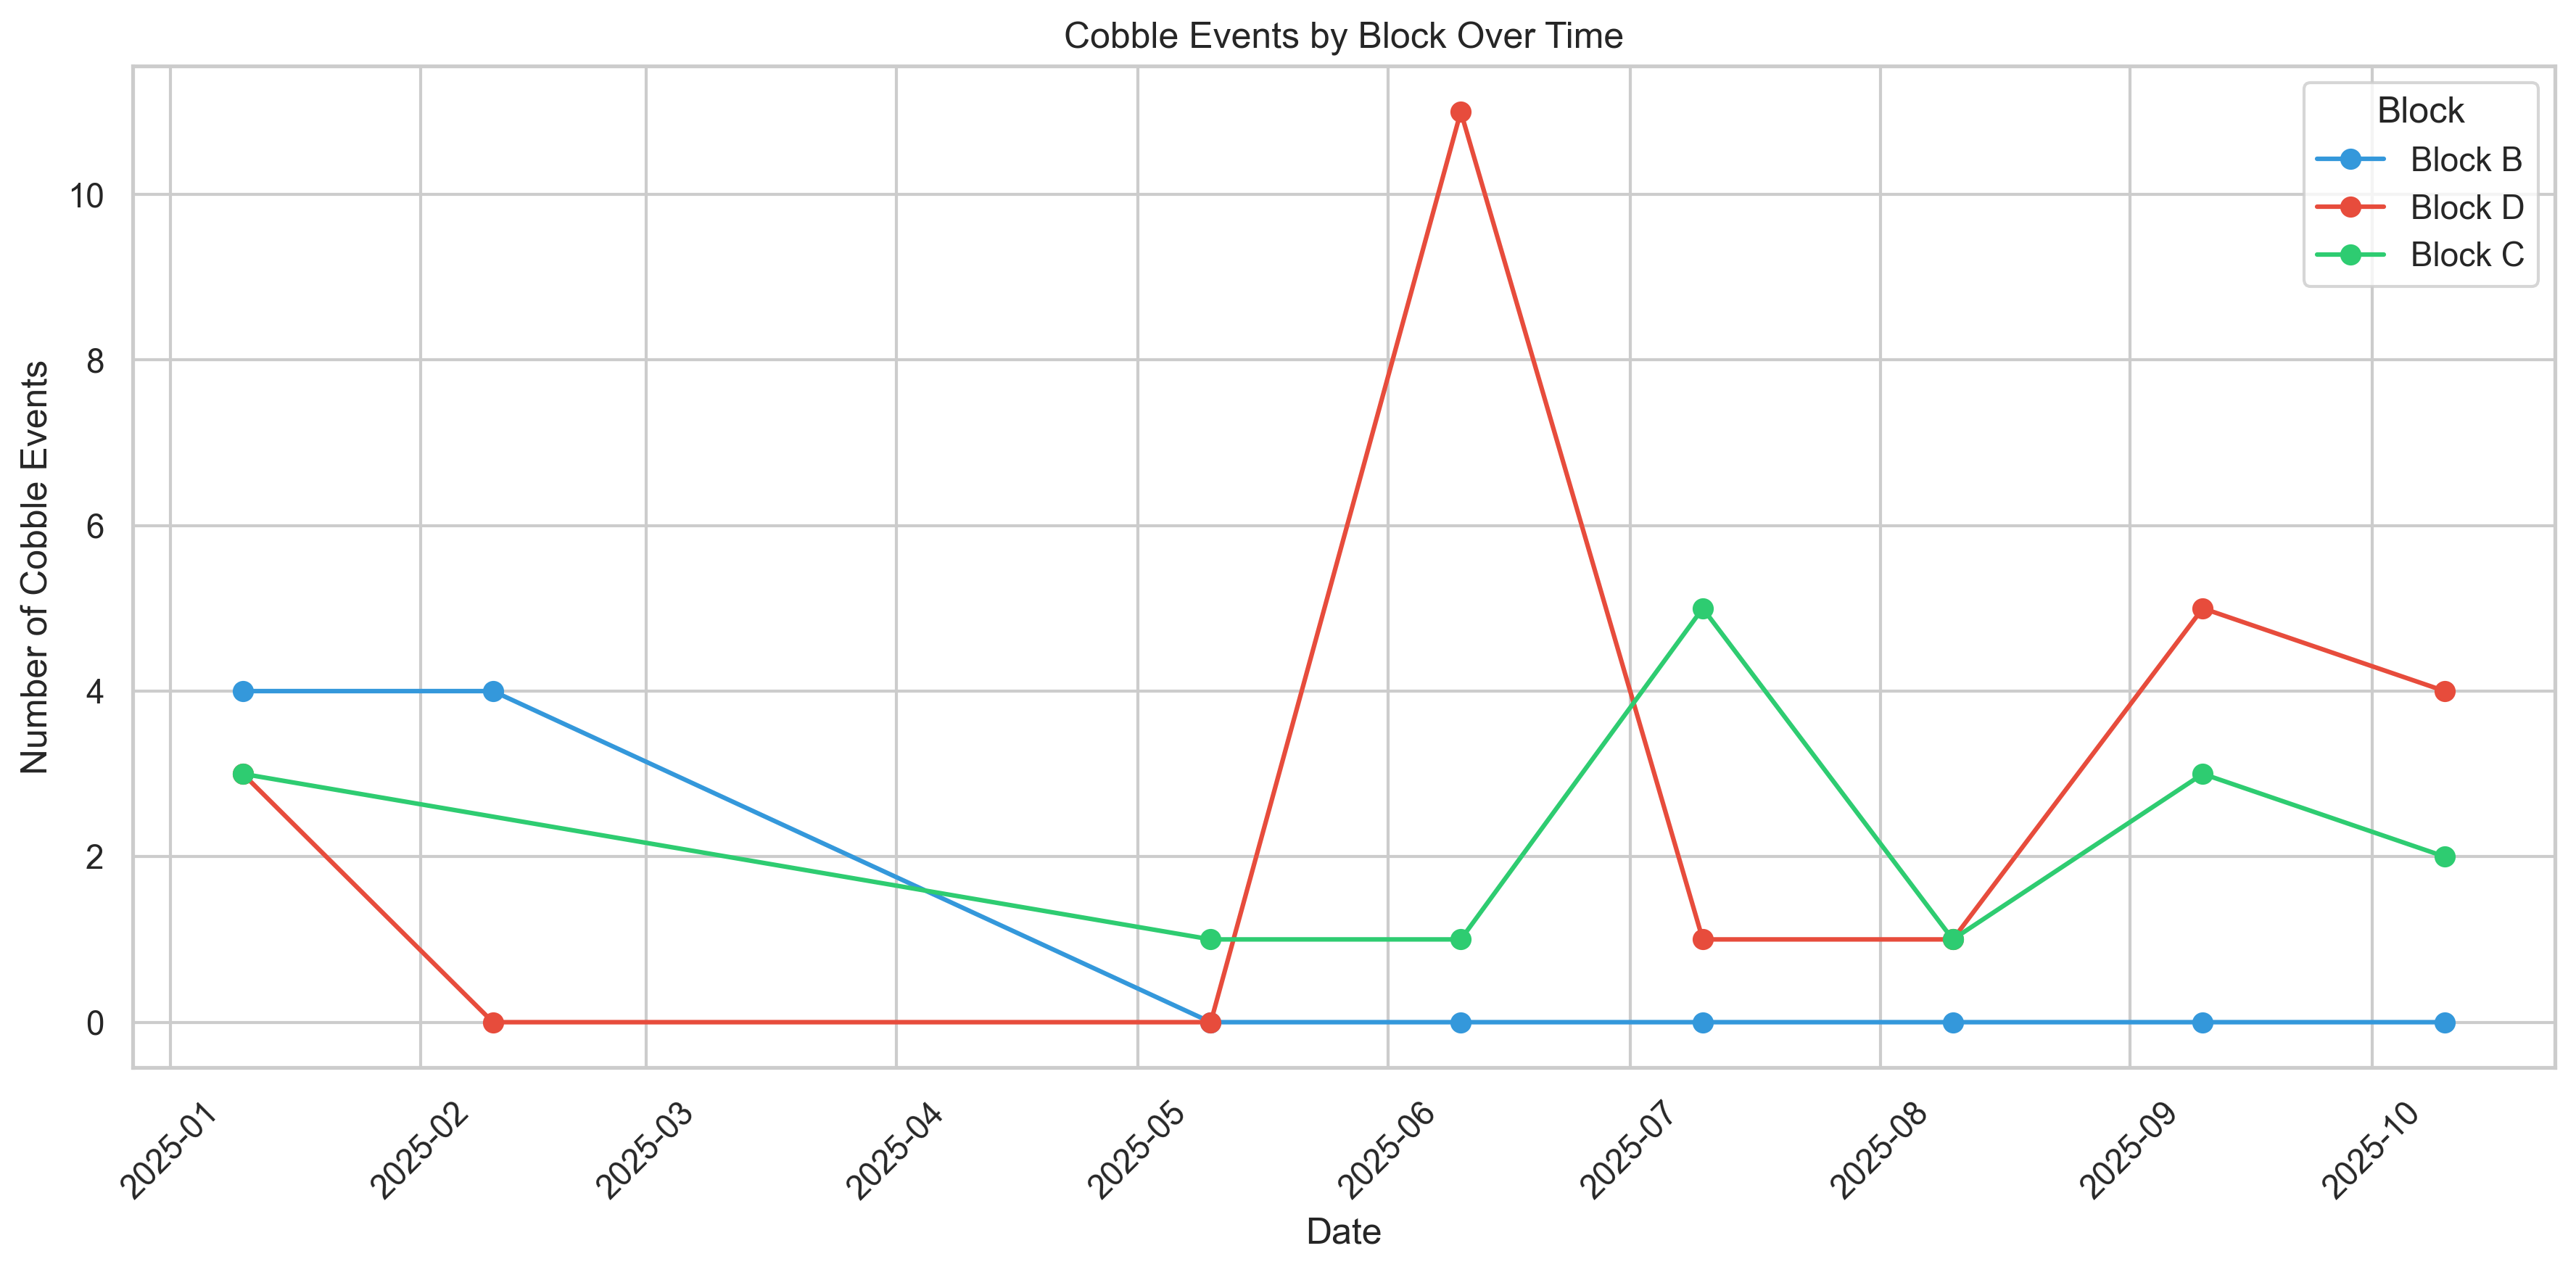 Cobble Events by Block Over Time
Block
Block B
Block D
Block C
Number of Cobble Events
10
8
6
4
2
0
2025-01
2025-02
2025-03
2025-04
2025-05
2025-06
2025-07
2025-08
2025-09
2025-10
Date